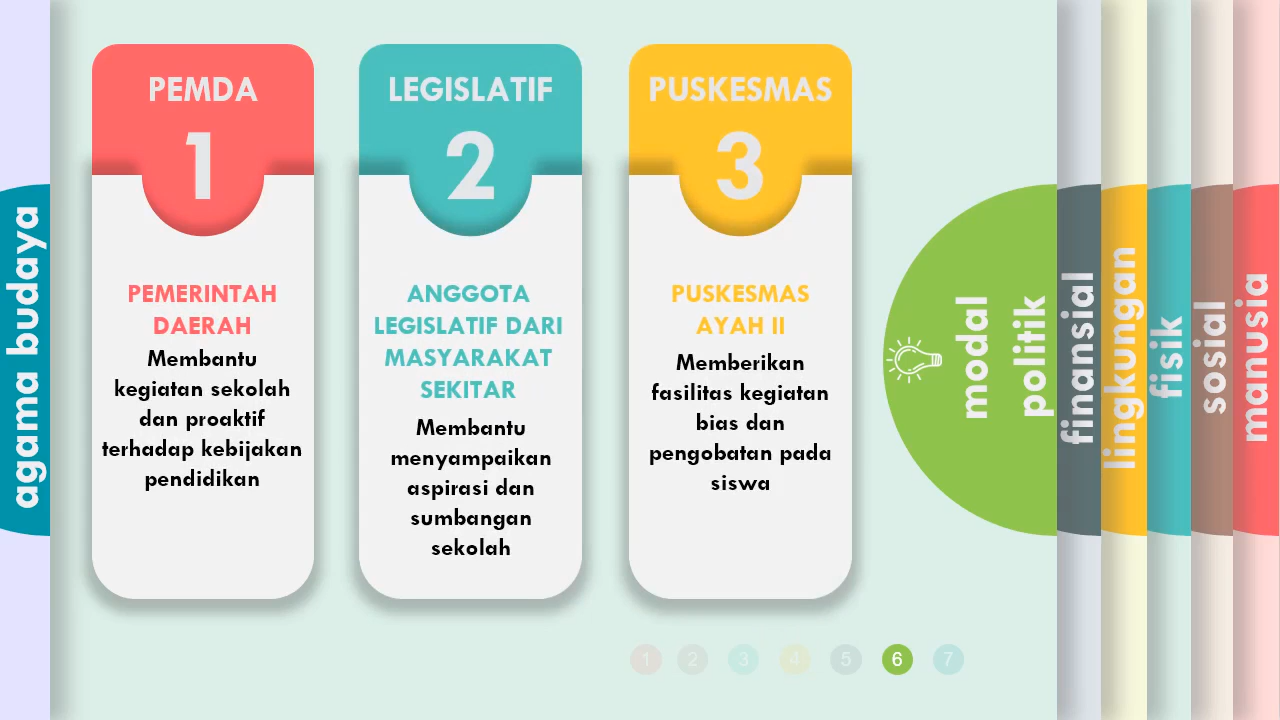 agama budaya
PEMDA
1
PEMERINTAH
DAERAH
Membantu
kegiatan sekolah
dan proaktif
terhadap kebijakan
pendidikan
LEGISLATIF
2
ANGGOTA
LEGISLATIF DARI
MASYARAKAT
SEKITAR
Membantu
menyampaikan
aspirasi dan
sumbangan
sekolah
PUSKESMAS
3
PUSKESMAS
AYAH II
Memberikan
fasilitas kegiatan
bias dan
pengobatan pada
siswa
modal
politik
finansial
lingkungan
fisik
sosial
manusia
1 2 3 4 5 6 7